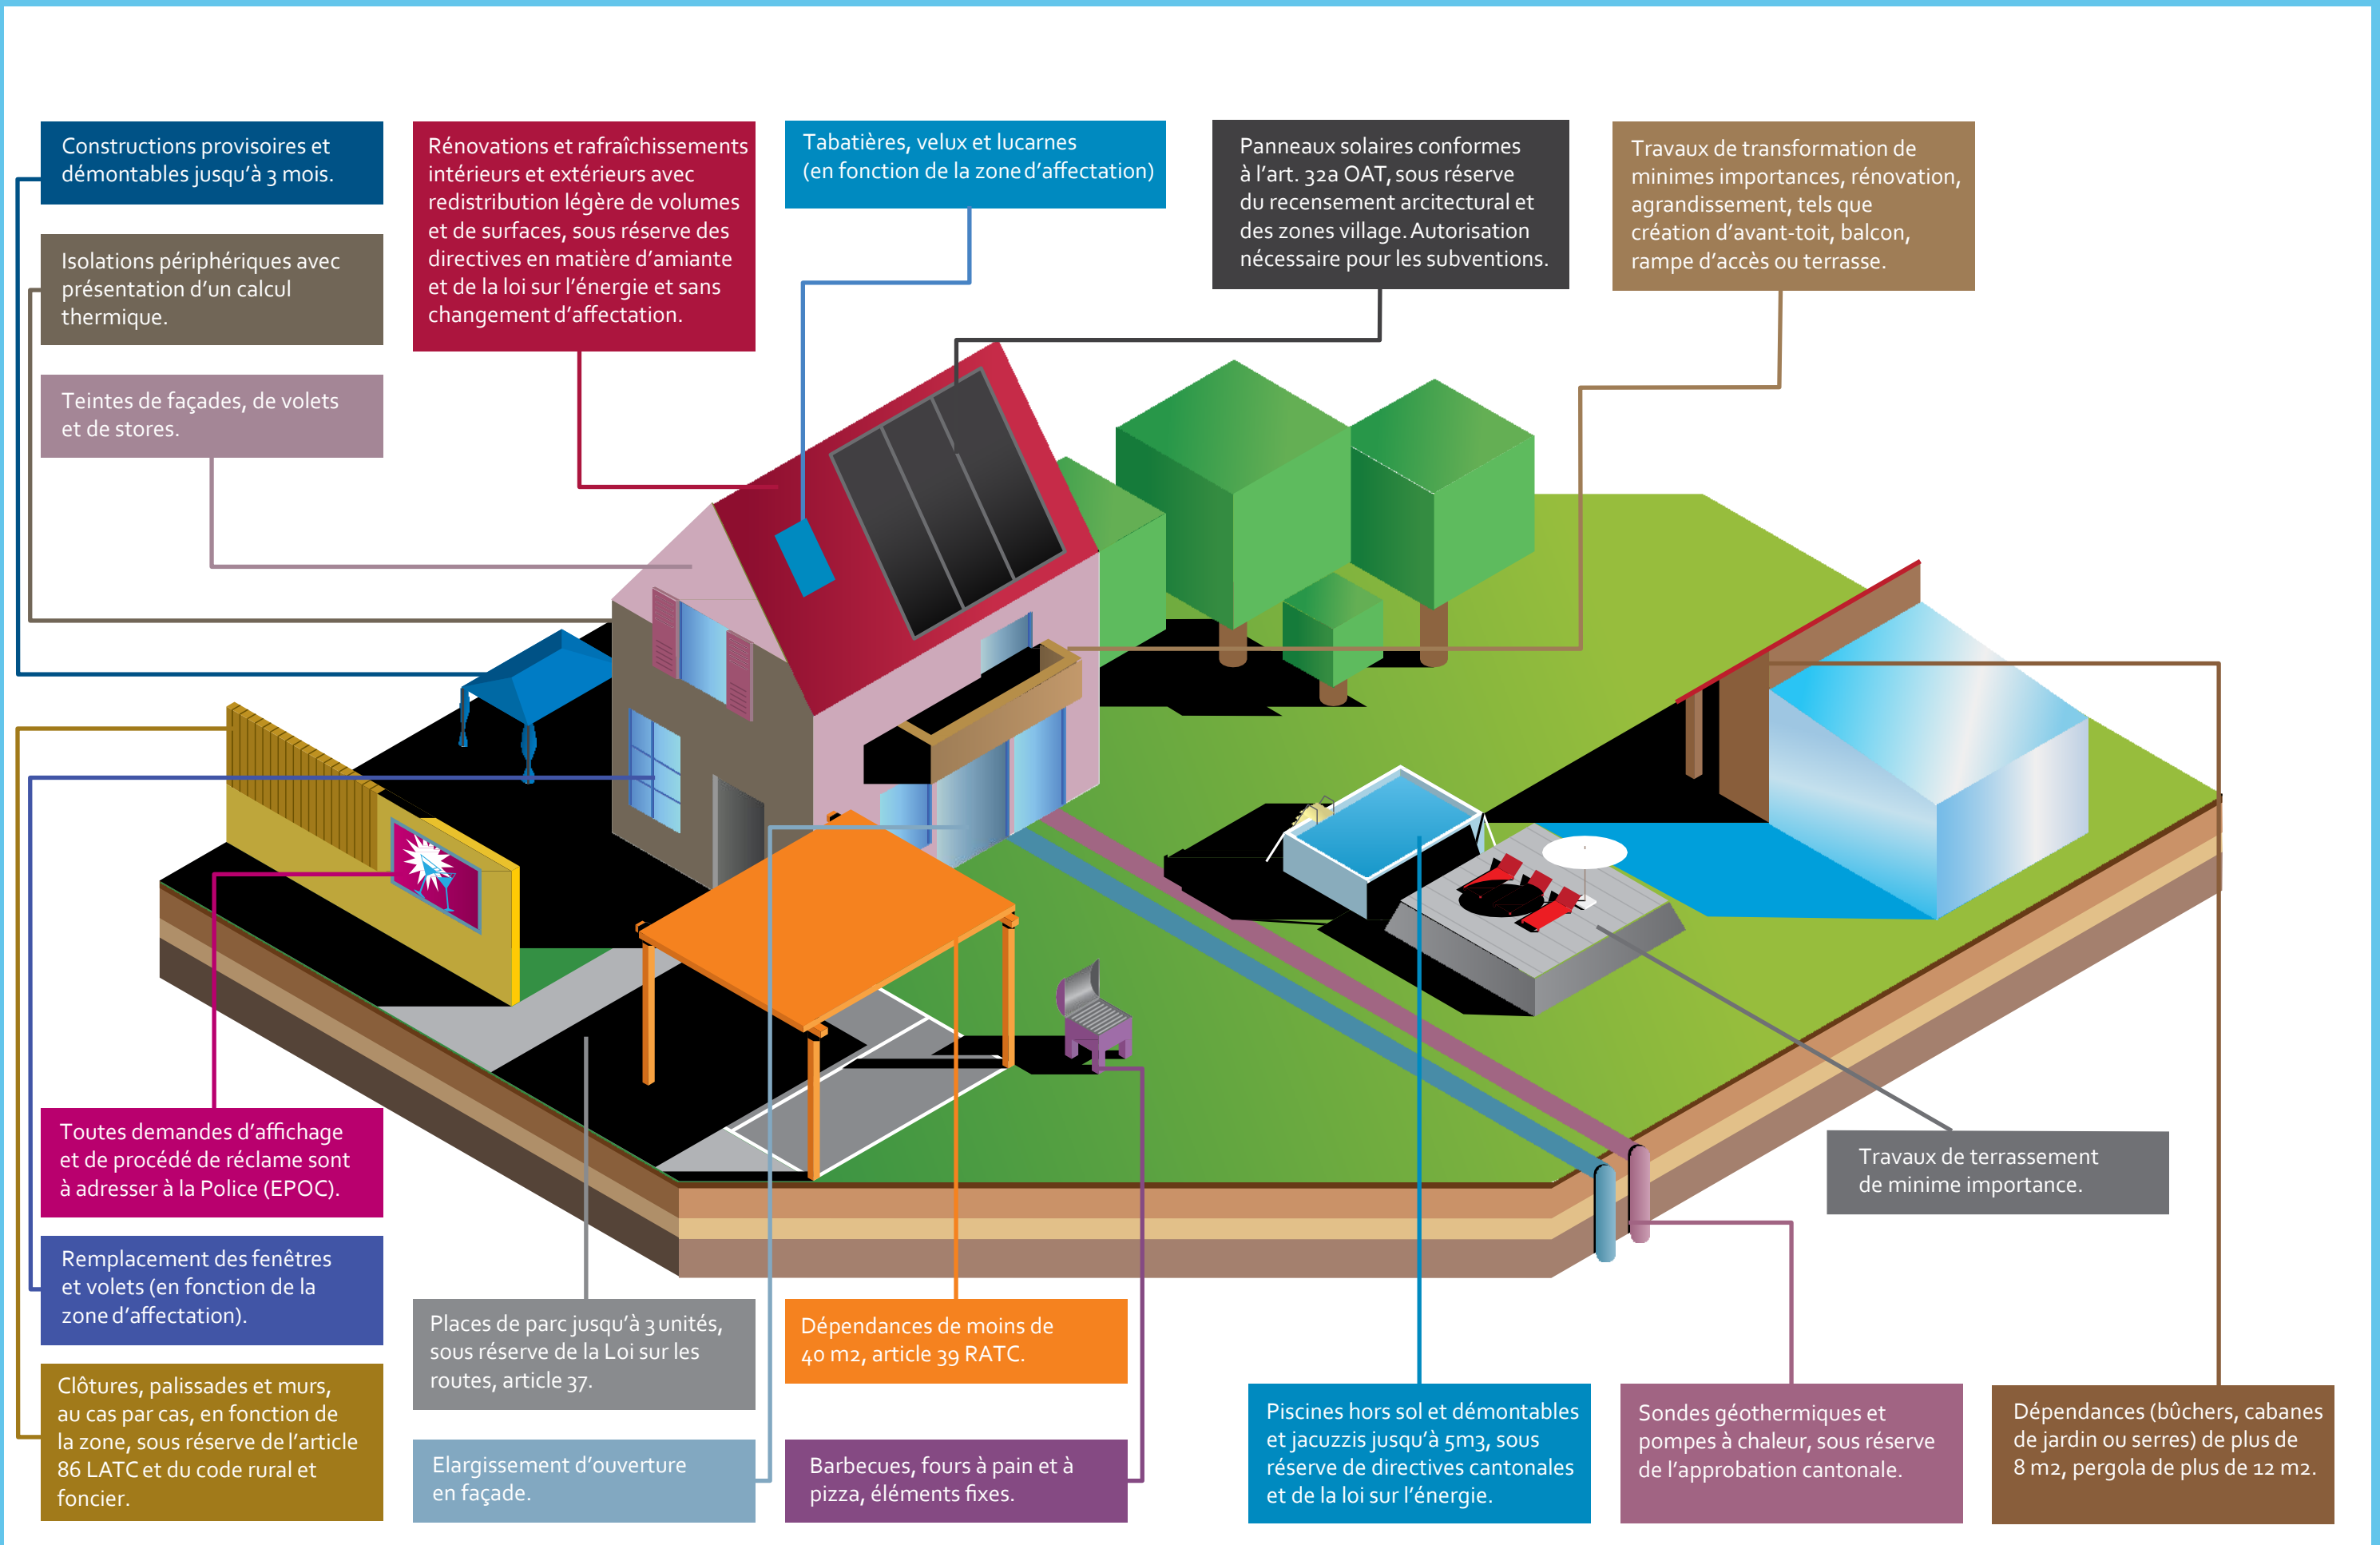 Constructions provisoires et
démontables jusqu'à 3 mois.
Isolations périphériques avec
présentation d'un calcul
thermique.
Teintes de façades, de volets
et de stores.
Rénovations et rafraîchissements
intérieurs et extérieurs avec
redistribution légère de volumes
et de surfaces, sous réserve des
directives en matière d'amiante
et de la loi sur l'énergie et sans
changement d'affectation.
Tabatières, velux et lucarnes
(en fonction de la zone d'affectation)
Panneaux solaires conformes
à l'art. 32a OAT, sous réserve
du recensement arcitectural et
des zones village. Autorisation
nécessaire pour les subventions.
Travaux de transformation de
minimes importances, rénovation,
agrandissement, tels que
création d'avant-toit, balcon,
rampe d'accès ou terrasse.
Toutes demandes d'affichage
et de procédé de réclame sont
à adresser à la Police (EPOC).
Remplacement des fenêtres
et volets (en fonction de la
zone d'affectation).
Clôtures, palissades et murs,
au cas par cas, en fonction de
la zone, sous réserve de l'article
86 LATC et du code rural et
foncier.
Places de parc jusqu'à 3 unités,
sous réserve de la Loi sur les
routes, article 37.
Elargissement d'ouverture
en façade.
Dépendances de moins de
40 m2, article 39 RATC.
Barbecues, fours à pain et à
pizza, éléments fixes.
Piscines hors sol et démontables
et jacuzzis jusqu'à 5m3, sous
réserve de directives cantonales
et de la loi sur l'énergie.
Travaux de terrassement
de minime importance.
Sondes géothermiques et
pompes à chaleur, sous réserve
de l'approbation cantonale.
Dépendances (bûchers, cabanes
de jardin ou serres) de plus de
8 m2, pergola de plus de 12 m2.